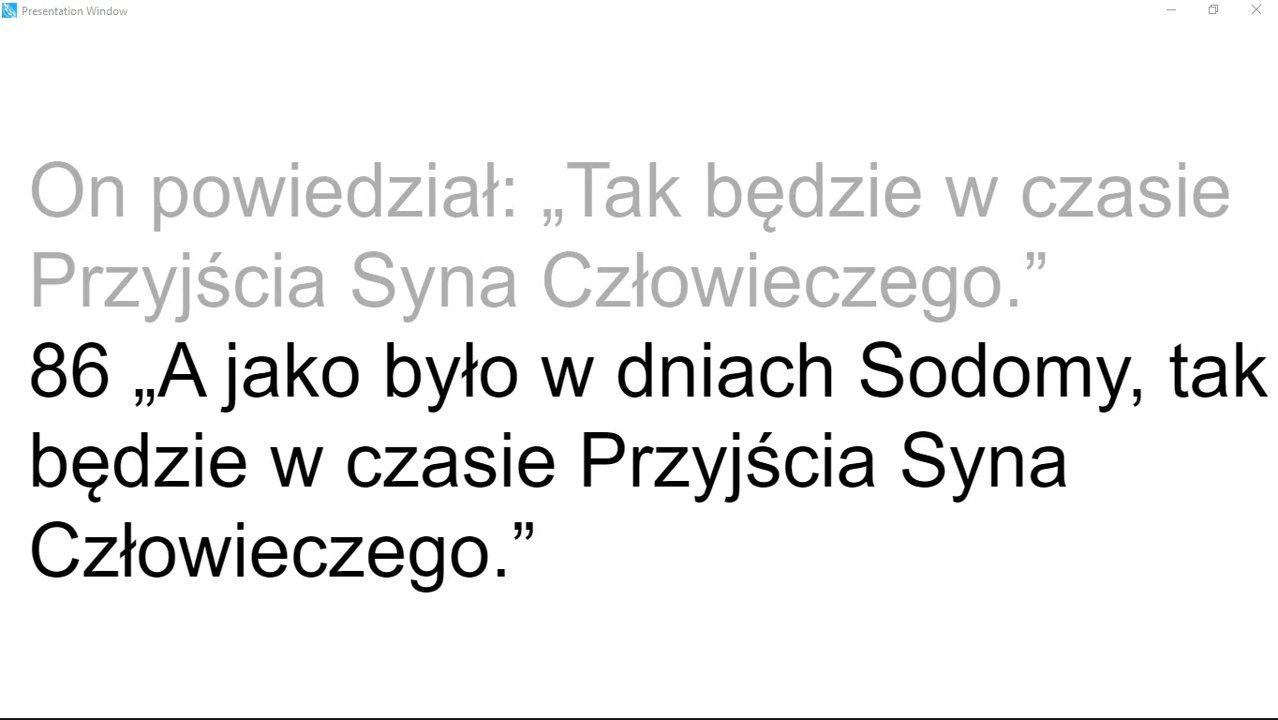 Presentation Window
On powiedział: „Tak będzie w czasie
Przyjścia Syna Człowieczego.”
86 „A jako było w dniach Sodomy, tak
będzie w czasie Przyjścia Syna
Człowieczego.”